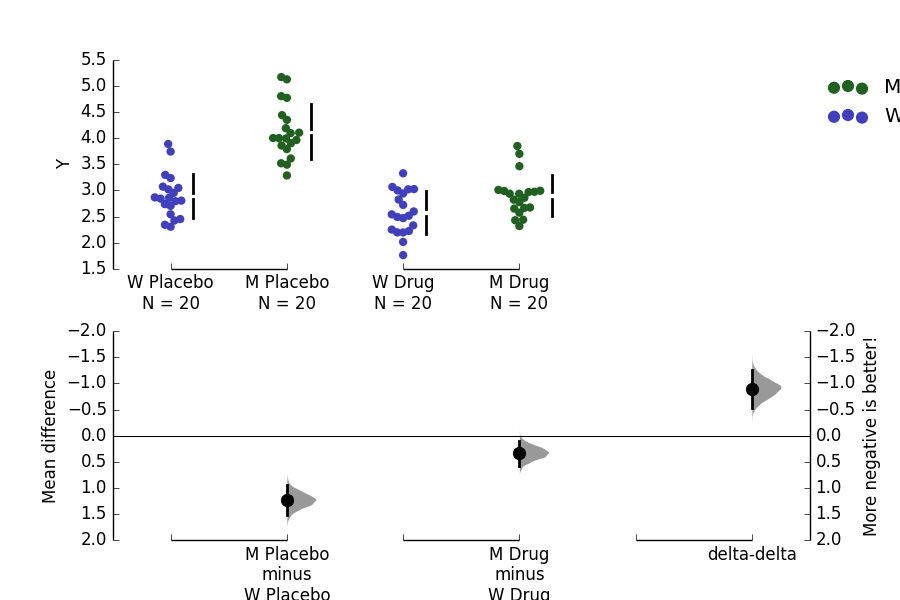 5.5
5.0
4.5
4.0
3.5
3.0
2.5
2.0
1.5
Y
M
W
W Placebo
N = 20
M Placebo
N = 20
W Drug
N = 20
M Drug
N = 20
−2.0
−1.5
−1.0
−0.5
0.0
0.5
1.0
1.5
2.0
Mean difference
−2.0
−1.5
−1.0
−0.5
0.0
0.5
1.0
1.5
2.0
More negative is better!
M Placebo
minus
W Placebo
M Drug
minus
W Drug
delta-delta